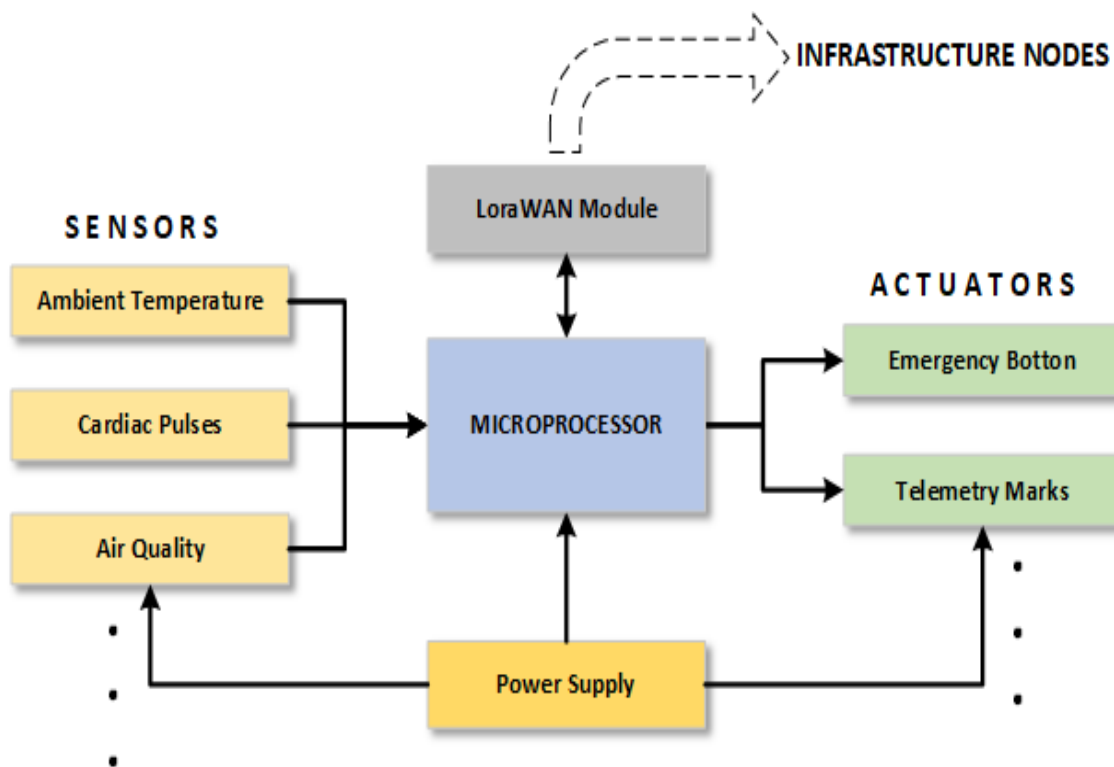 INFRASTRUCTURE NODES
LoraWAN Module
SENSORS
Ambient Temperature
Cardiac Pulses
Air Quality
MICROPROCESSOR
ACTUATORS
Emergency Botton
Telemetry Marks
Power Supply